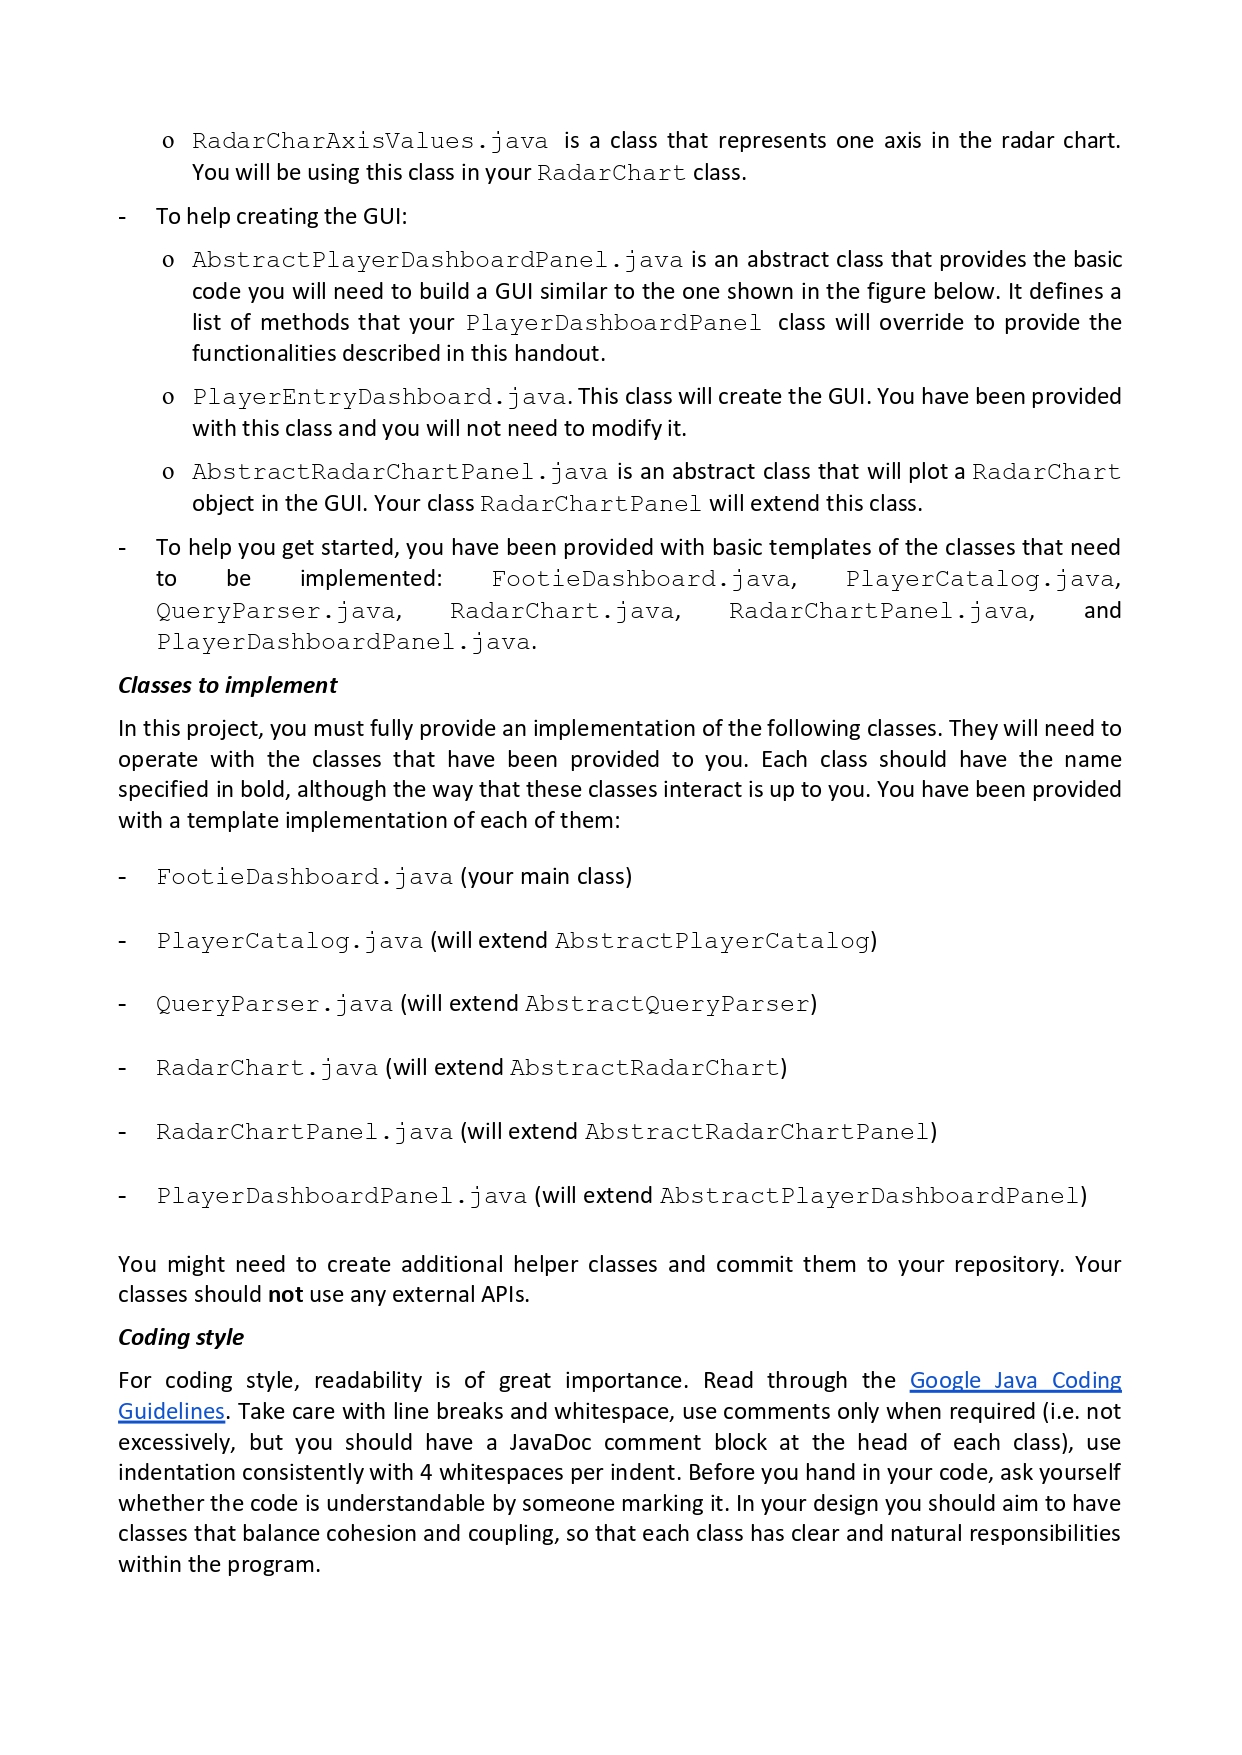 o RadarCharAxisValues.java is a class that represents one axis in the radar chart.
You will be using this class in your RadarChart class.
- To help creating the GUI:
o AbstractPlayerDashboardPanel.java is an abstract class that provides the basic
code you will need to build a GUI similar to the one shown in the figure below. It defines a
list of methods that your PlayerDashboardPanel class will override to provide the
functionalities described in this handout.
o PlayerEntryDashboard.java. This class will create the GUI. You have been provided
with this class and you will not need to modify it.
o AbstractRadarChartPanel.java is an abstract class that will plot a RadarChart
object in the GUI. Your class RadarChartPanel will extend this class.
- To help you get started, you have been provided with basic templates of the classes that need
to be implemented: FootieDashboard.java, PlayerCatalog.java,
QueryParser.java, RadarChart.java, RadarChartPanel.java, and
PlayerDashboardPanel.java.
Classes to implement
In this project, you must fully provide an implementation of the following classes. They will need to
operate with the classes that have been provided to you. Each class should have the name
specified in bold, although the way that these classes interact is up to you. You have been provided
with a template implementation of each of them:
- FootieDashboard.java (your main class)
- PlayerCatalog.java (will extend AbstractPlayerCatalog)
- QueryParser.java (will extend AbstractQueryParser)
- RadarChart.java (will extend AbstractRadarChart)
- RadarChartPanel.java (will extend AbstractRadarChartPanel)
- PlayerDashboardPanel.java (will extend AbstractPlayerDashboardPanel)
You might need to create additional helper classes and commit them to your repository. Your
classes should not use any external APIs.
Coding style
For coding style, readability is of great importance. Read through the Google Java Coding
Guidelines. Take care with line breaks and whitespace, use comments only when required (i.e. not
excessively, but you should have a JavaDoc comment block at the head of each class), use
indentation consistently with 4 whitespaces per indent. Before you hand in your code, ask yourself
whether the code is understandable by someone marking it. In your design you should aim to have
classes that balance cohesion and coupling, so that each class has clear and natural responsibilities
within the program.